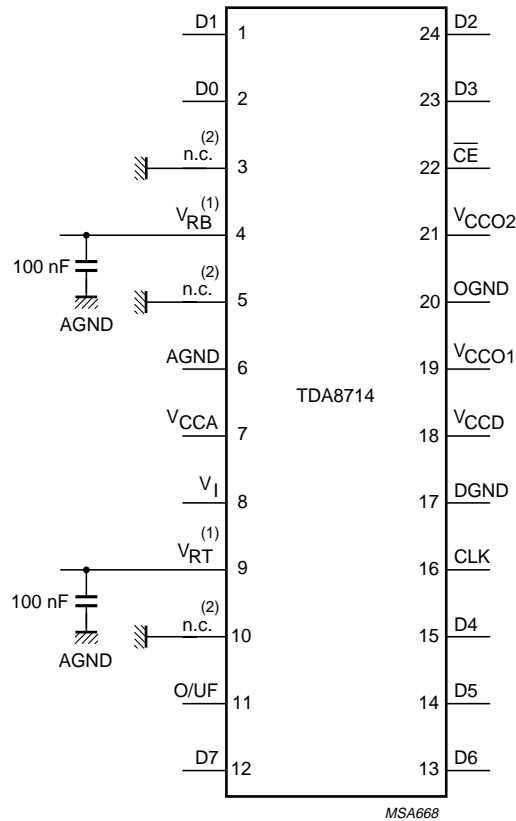 D1 1 24 D2
D0 2 23 D3
(2)
n.c. 3 22 CE
(1)
VRB 4 21 VCCO2
100 nF
(2)
n.c. 5 20 OGND
AGND
AGND 6 19 VCCO1
TDA8714
VCCA 7 18 VCCD
VI 8 17 DGND
(1)
VRT 9 16 CLK
100 nF
(2)
n.c. 10 15 D4
AGND
O/UF 11 14 D5
D7 12 13 D6
MSA668